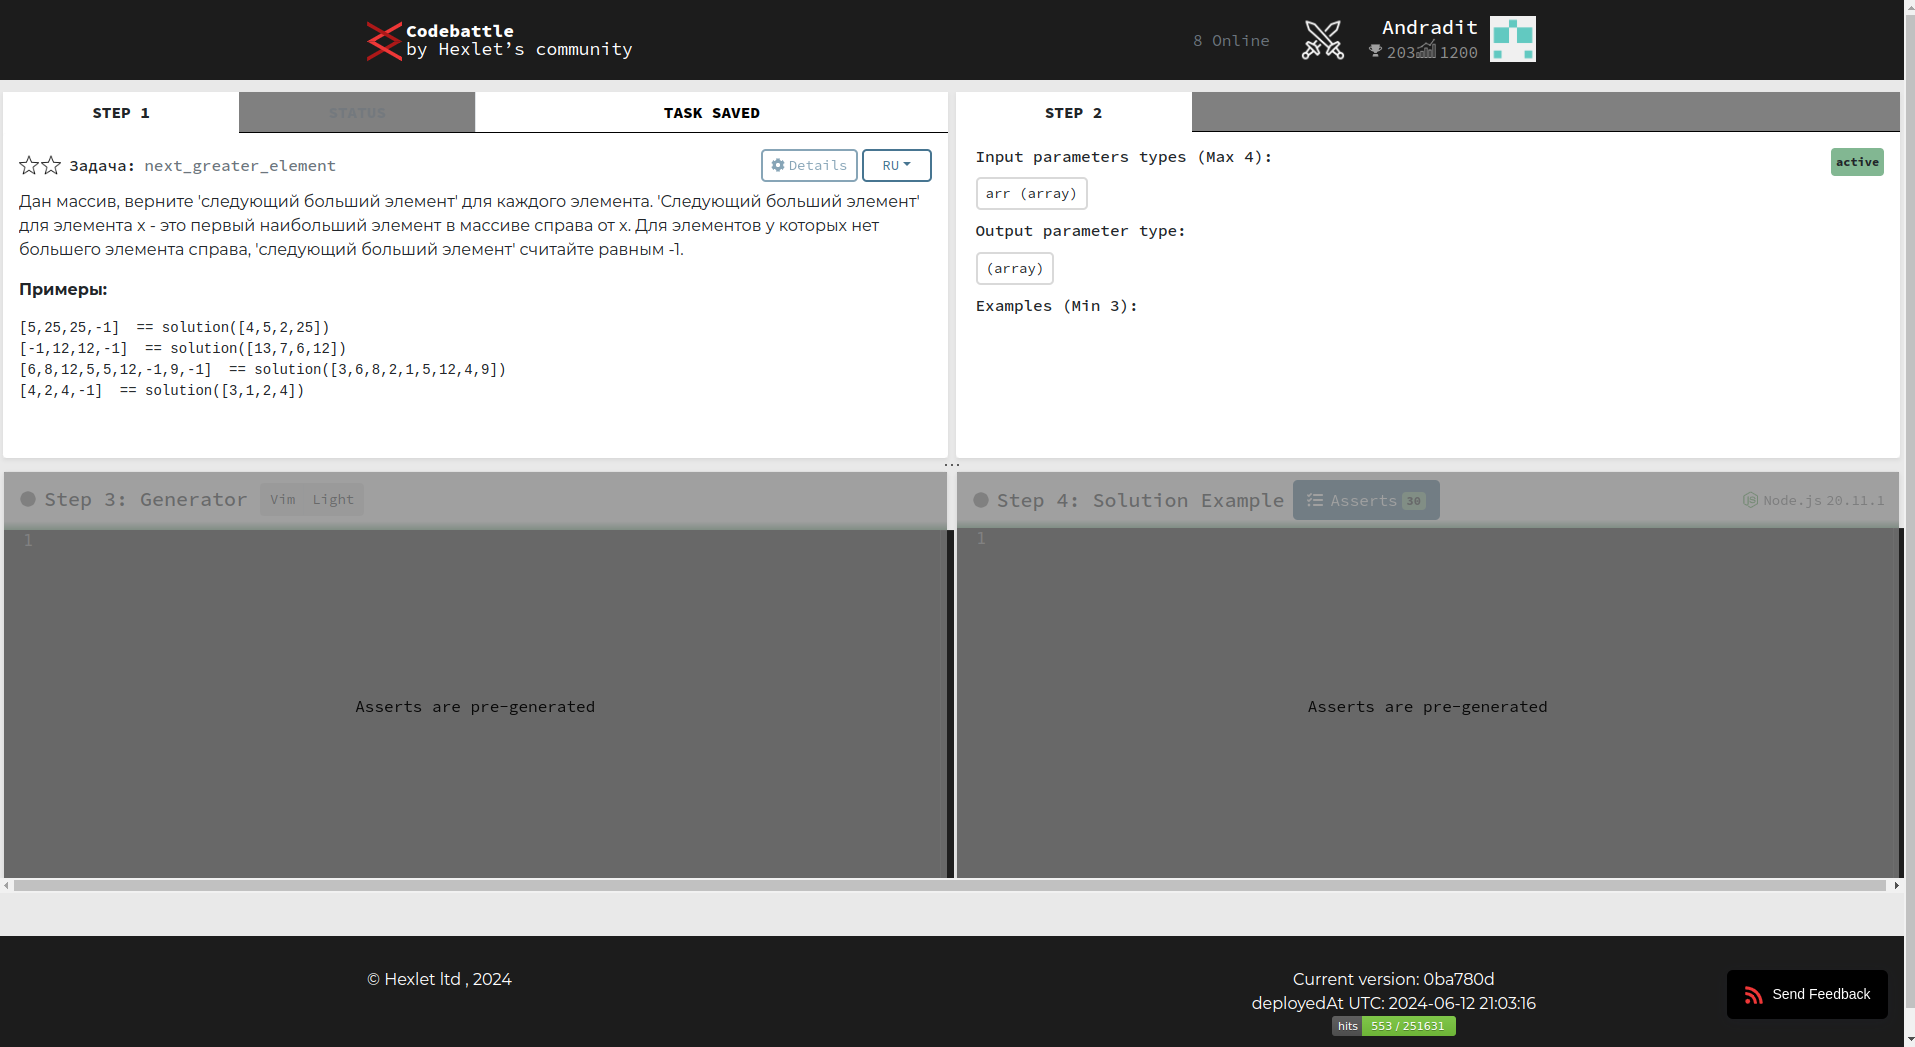 Codebattle
by Hexlet’s community
8 Online
Andradit
203 1200
STEP 1
STATUS
TASK SAVED
Задача: next_greater_element
Details
RU
Дан массив, верните 'следующий больший элемент' для каждого элемента. 'Следующий больший элемент'
для элемента x - это первый наибольший элемент в массиве справа от x. Для элементов у которых нет
большего элемента справа, 'следующий больший элемент' считайте равным -1.
Примеры:
[5,25,25,-1]  == solution([4,5,2,25])
[-1,12,12,-1]  == solution([13,7,6,12])
[6,8,12,5,5,12,-1,9,-1]  == solution([3,6,8,2,1,5,12,4,9])
[4,2,4,-1]  == solution([3,1,2,4])
STEP 2
Input parameters types (Max 4):
active
arr (array)
Output parameter type:
(array)
Examples (Min 3):
Step 3: Generator
Vim
Light
1
Asserts are pre-generated
Step 4: Solution Example
Asserts 30
Node.js 20.11.1
1
Asserts are pre-generated
© Hexlet ltd , 2024
Current version: 0ba780d
deployedAt UTC: 2024-06-12 21:03:16
hits 553 / 251631
Send Feedback